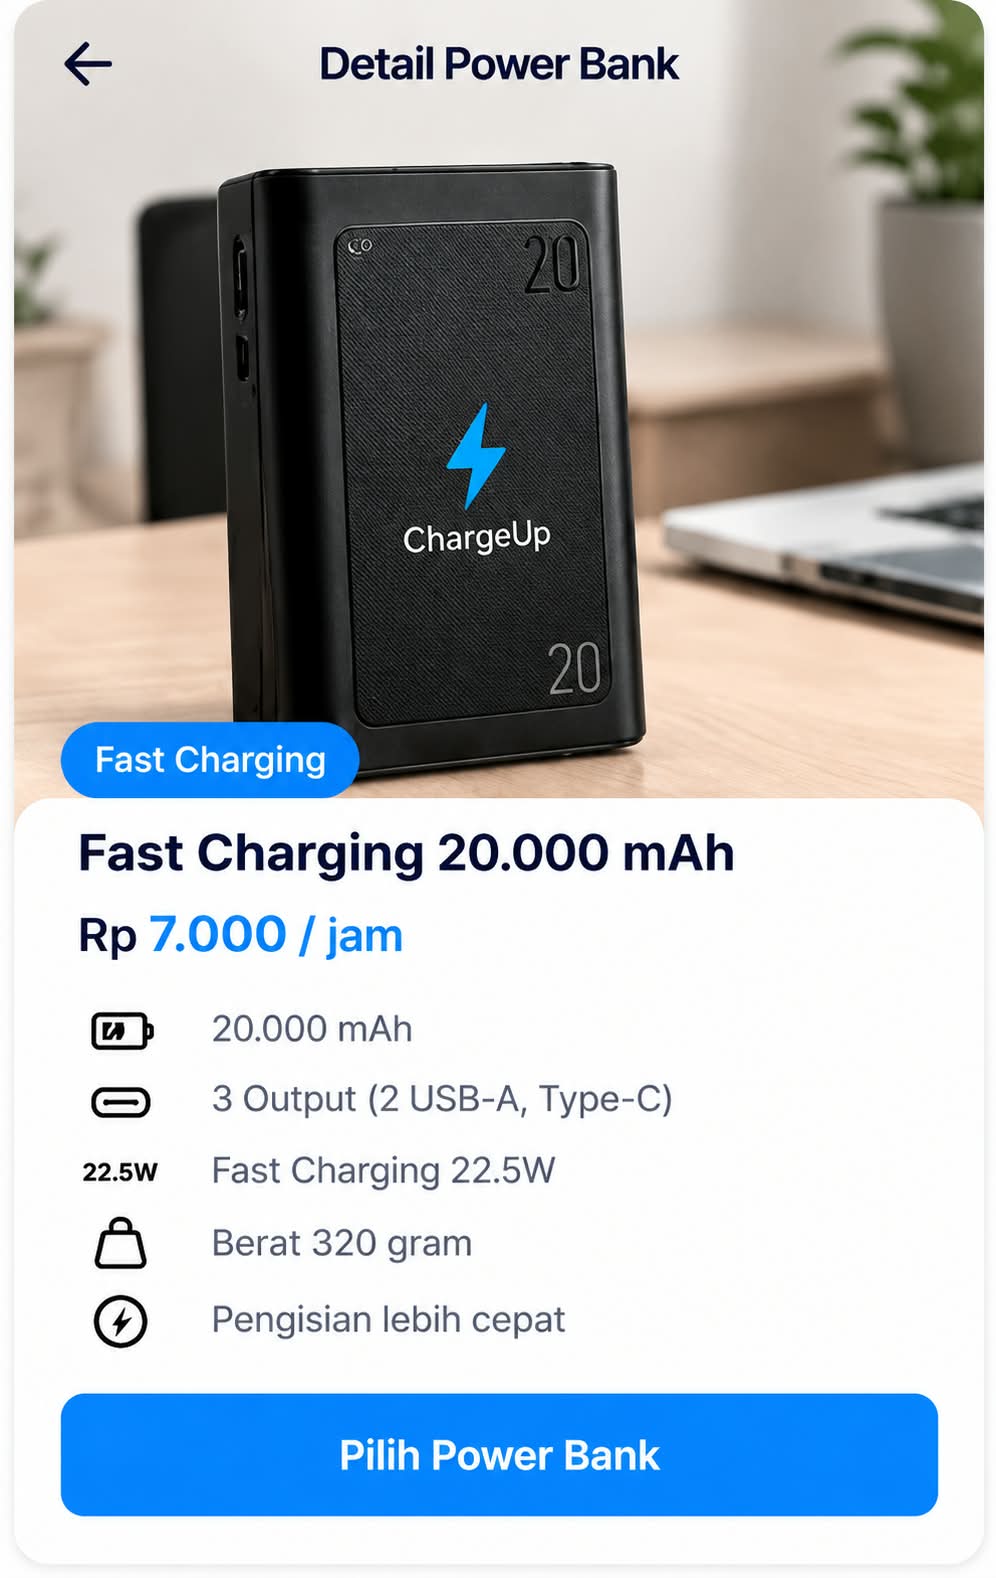 Detail Power Bank
20
ChargeUp
20
Fast Charging
Fast Charging 20.000 mAh
Rp 7.000 / jam
20.000 mAh
3 Output (2 USB-A, Type-C)
22.5W Fast Charging 22.5W
Berat 320 gram
Pengisian lebih cepat
Pilih Power Bank